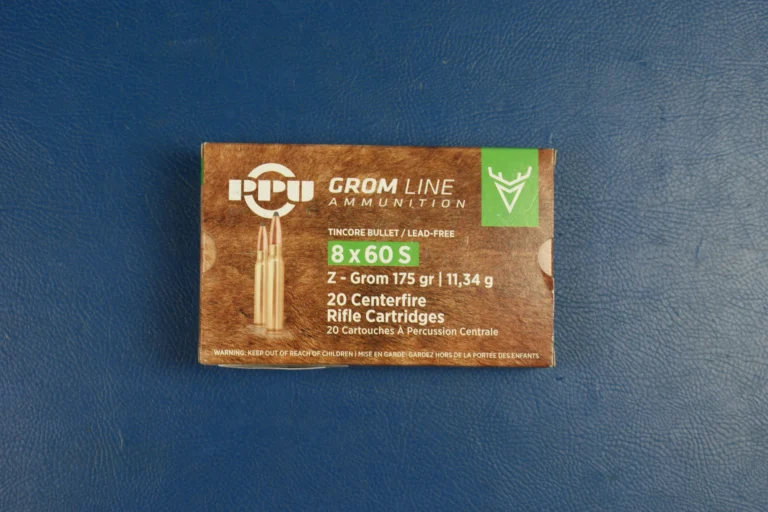 PPU
GROM LINE
AMMUNITION
TINCORE BULLET / LEAD-FREE
8 x 60 S
Z - Grom 175 gr | 11,34 g
20 Centerfire
Rifle Cartridges
20 Cartouches À Percussion Centrale
WARNING: KEEP OUT OF REACH OF CHILDREN | MISE EN GARDE: GARDEZ HORS DE LA PORTÉE DES ENFANTS